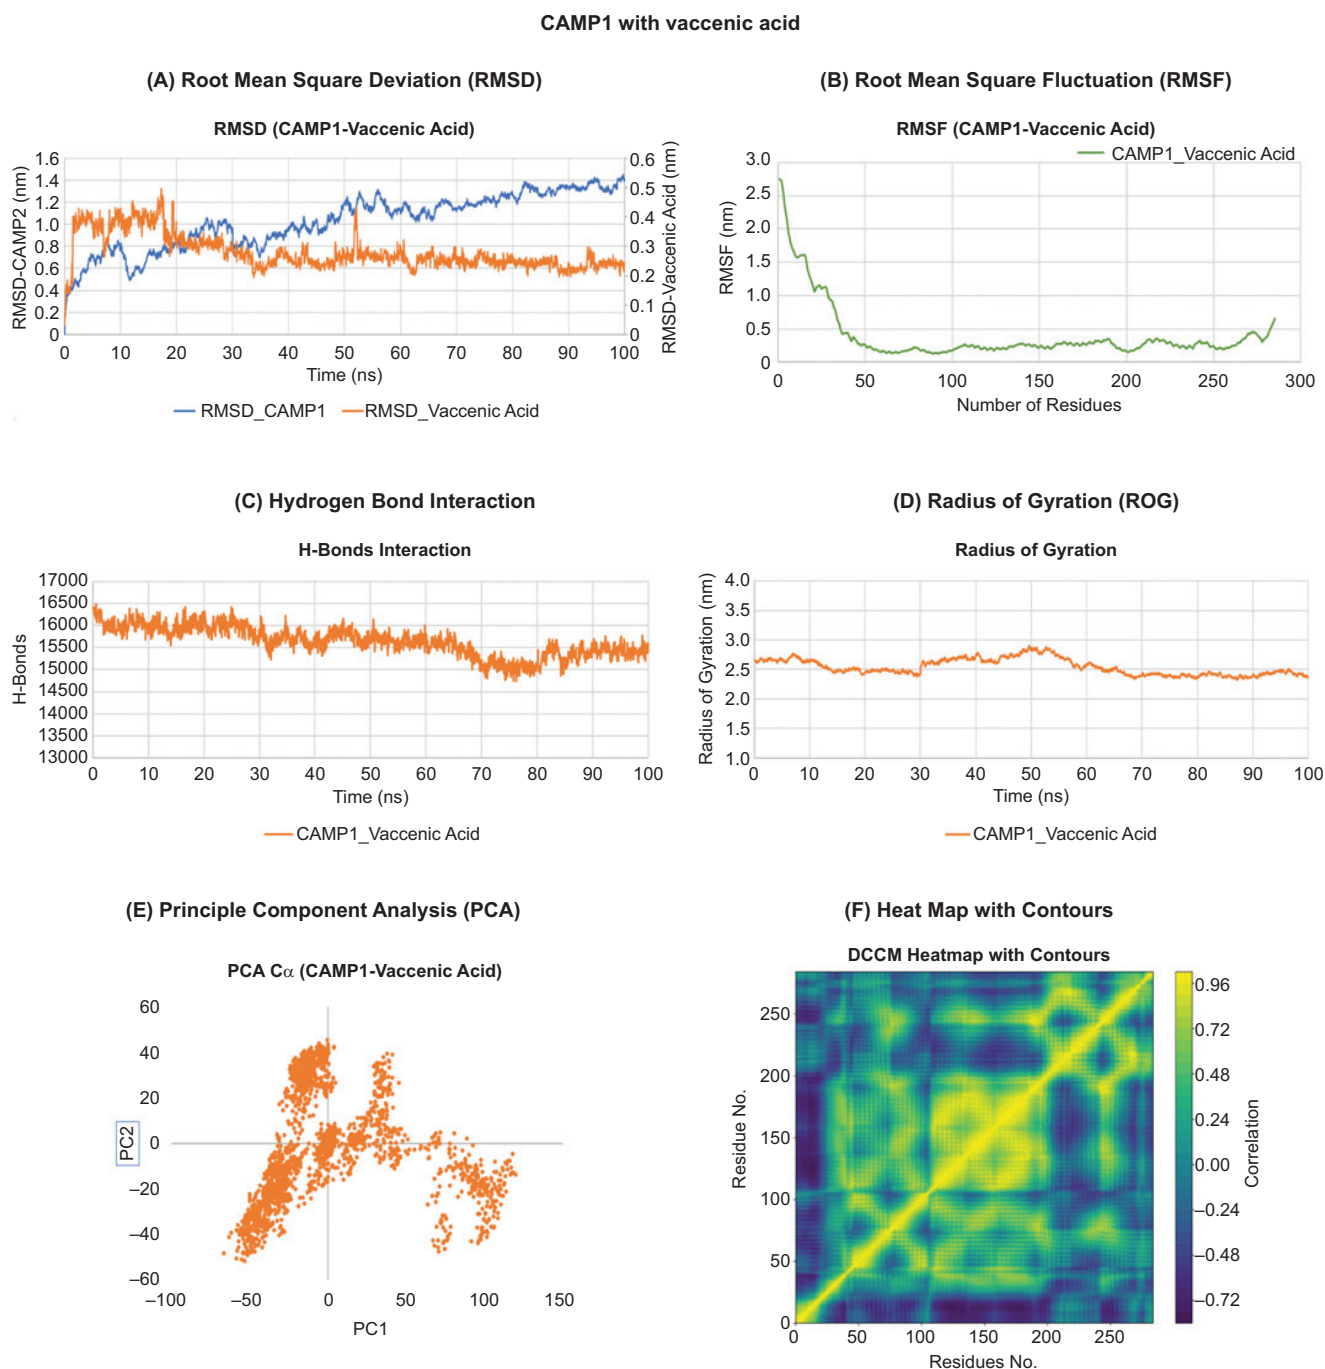 CAMP1 with vaccenic acid
(A) Root Mean Square Deviation (RMSD)
RMSD (CAMP1-Vaccenic Acid)
RMSD-CAMP2 (nm)
1.6
1.4
1.2
1.0
0.8
0.6
0.4
0.2
0
0.6
0.5
0.4
0.3
0.2
0.1
0
RMSD-Vaccenic Acid (nm)
0 10 20 30 40 50 60 70 80 90 100
Time (ns)
RMSD_CAMP1 RMSD_Vaccenic Acid
(B) Root Mean Square Fluctuation (RMSF)
RMSF (CAMP1-Vaccenic Acid)
CAMP1_Vaccenic Acid
RMSF (nm)
3.0
2.5
2.0
1.5
1.0
0.5
0
0 50 100 150 200 250 300
Number of Residues
(C) Hydrogen Bond Interaction
H-Bonds Interaction
H-Bonds
17000
16500
16000
15500
15000
14500
14000
13500
13000
0 10 20 30 40 50 60 70 80 90 100
Time (ns)
CAMP1_Vaccenic Acid
(D) Radius of Gyration (ROG)
Radius of Gyration
Radius of Gyration (nm)
4.0
3.5
3.0
2.5
2.0
1.5
1.0
0 10 20 30 40 50 60 70 80 90 100
Time (ns)
CAMP1_Vaccenic Acid
(E) Principle Component Analysis (PCA)
PCA Cα (CAMP1-Vaccenic Acid)
PC2
60
40
20
0
–20
–40
–60
–100 –50 0 50 100 150
PC1
(F) Heat Map with Contours
DCCM Heatmap with Contours
Residue No.
250
200
150
100
50
0
0 50 100 150 200 250
Residues No.
0.96
0.72
0.48
0.24
0.00
–0.24
–0.48
–0.72
Correlation